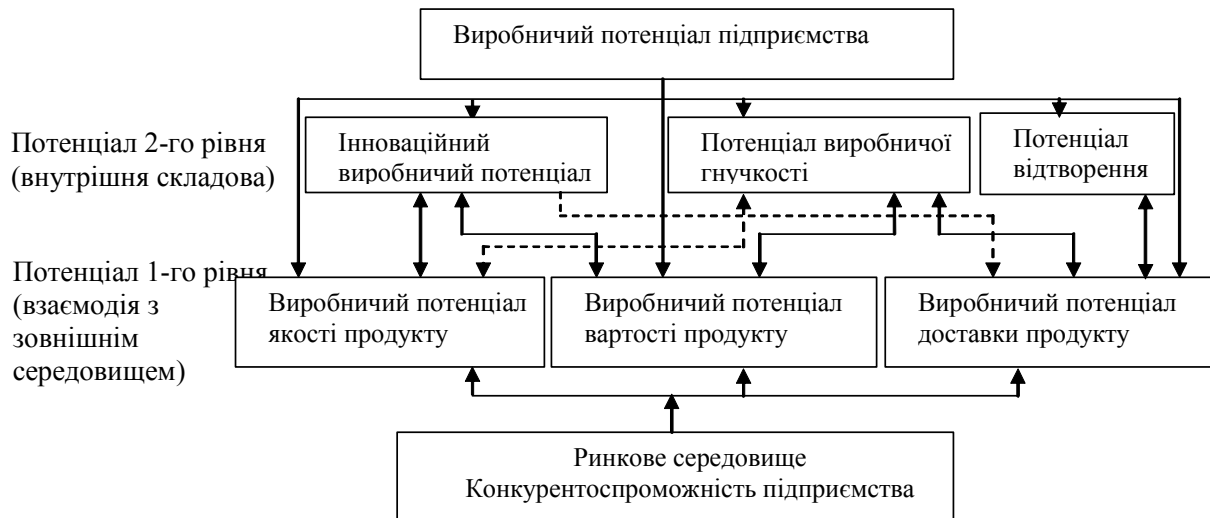 Виробничий потенціал підприємства
Потенціал 2-го рівня
(внутрішня складова)
Інноваційний
виробничий потенціал
Потенціал виробничої
гнучкості
Потенціал
відтворення
Потенціал 1-го рівня
(взаємодія з
зовнішнім
середовищем)
Виробничий потенціал
якості продукту
Виробничий потенціал
вартості продукту
Виробничий потенціал
доставки продукту
Ринкове середовище
Конкурентоспроможність підприємства